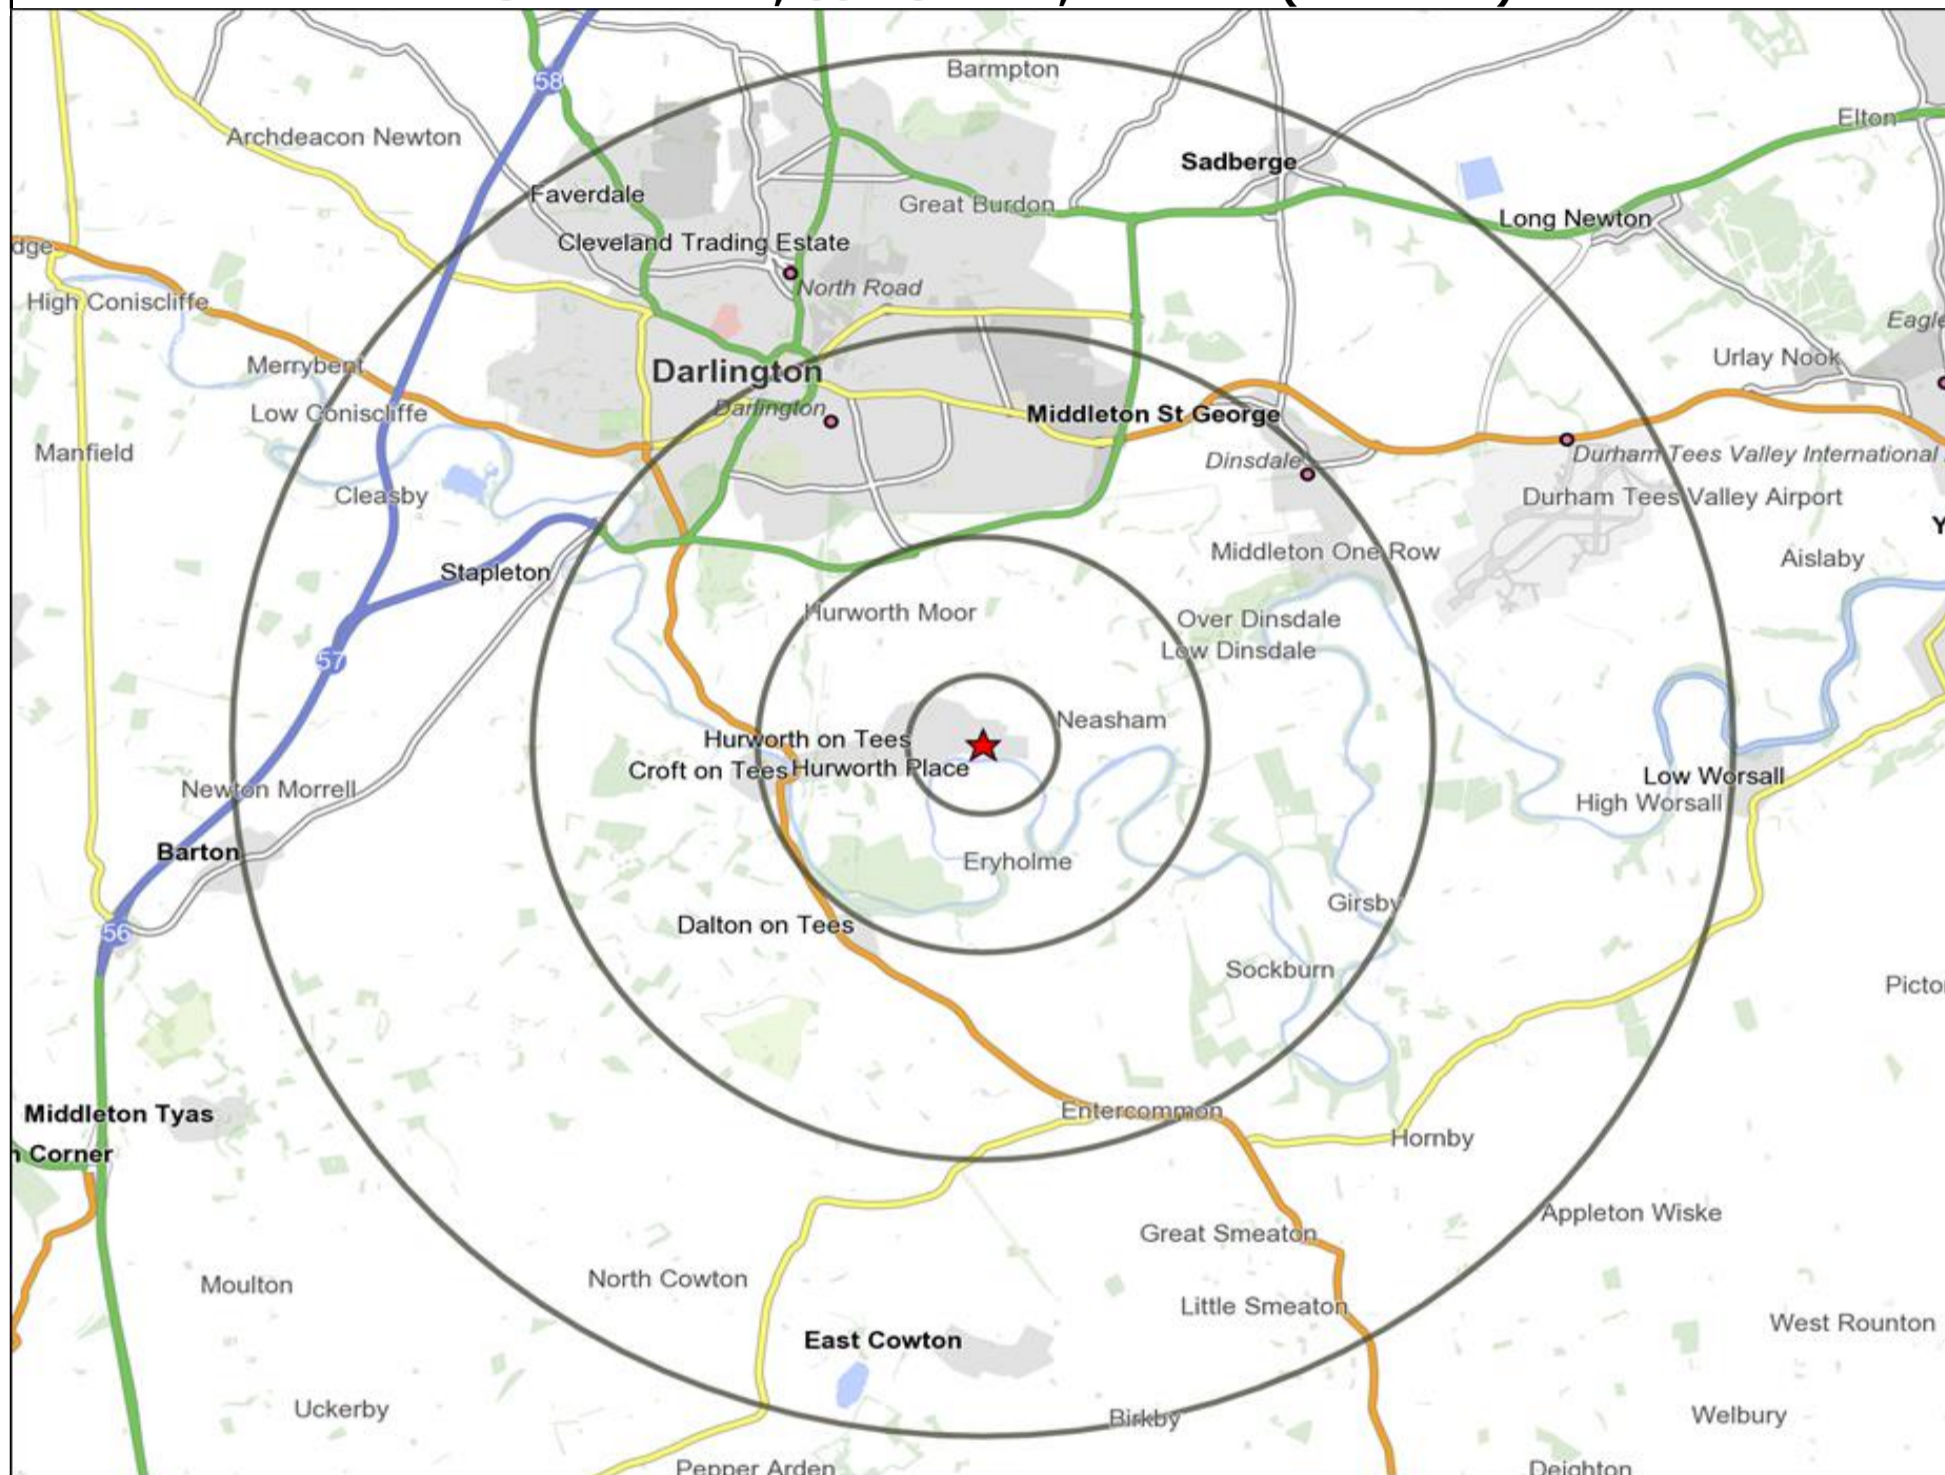 Barmpton
58
Elton
Archdeacon Newton
Sadberge
Faverdale
Great Burdon
Long Newton
Cleveland Trading Estate
dge
North Road
High Coniscliffe
Eagle
Urlay Nook
Merrybent
Darlington
Low Coniscliffe
Darlington
Middleton St George
Manfield
Dinsdale
Durham Tees Valley International
Cleasby
Durham Tees Valley Airport
Y
Middleton One Row
Aislaby
Stapleton
Hurworth Moor
Over Dinsdale
Low Dinsdale
57
Neasham
Hurworth on Tees
Croft on Tees
Hurworth Place
Low Worsall
Newton Morrell
High Worsall
Barton
Eryholme
Girsby
Dalton on Tees
56
Sockburn
Picto
Middleton Tyas
Entercommon
Hornby
n Corner
Appleton Wiske
Great Smeaton
North Cowton
Moulton
Little Smeaton
West Rounton
East Cowton
Uckerby
Birkby
Welbury
Pepper Arden
Deighton